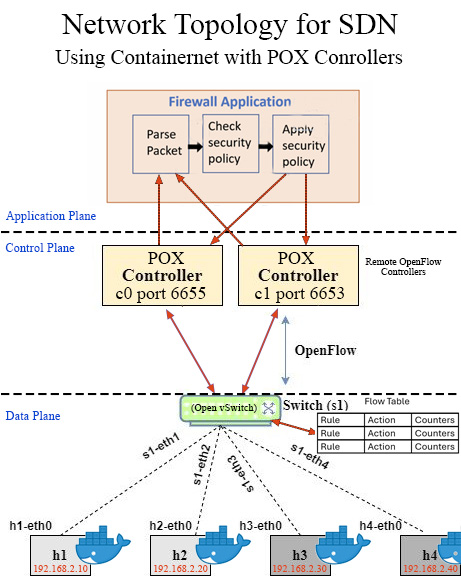 Network Topology for SDN
Using Containernet with POX Conrollers
Firewall Application
Parse
Packet
Check
security
policy
Apply
security
policy
Application Plane
Control Plane
POX
Controller
c0 port 6655
POX
Controller
c1 port 6653
Remote OpenFlow
Controllers
OpenFlow
Data Plane
(Open vSwitch)
Switch (s1)
Flow Table
Rule Action Counters
Rule Action Counters
Rule Action Counters
s1-eth1
s1-eth2
s1-eth3
s1-eth4
h1-eth0
h2-eth0
h3-eth0
h4-eth0
h1
192.168.2.10
h2
192.168.2.20
h3
192.168.2.30
h4
192.168.2.40